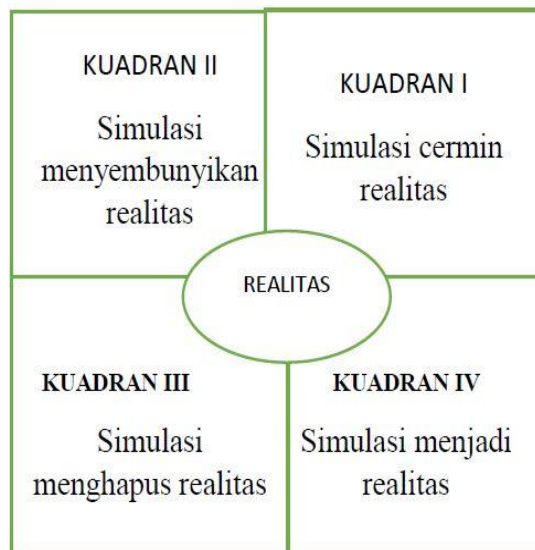 KUADRAN II
Simulasi
menyembunyikan
realitas
KUADRAN I
Simulasi cermin
realitas
REALITAS
KUADRAN III
Simulasi
menghapus realitas
KUADRAN IV
Simulasi menjadi
realitas